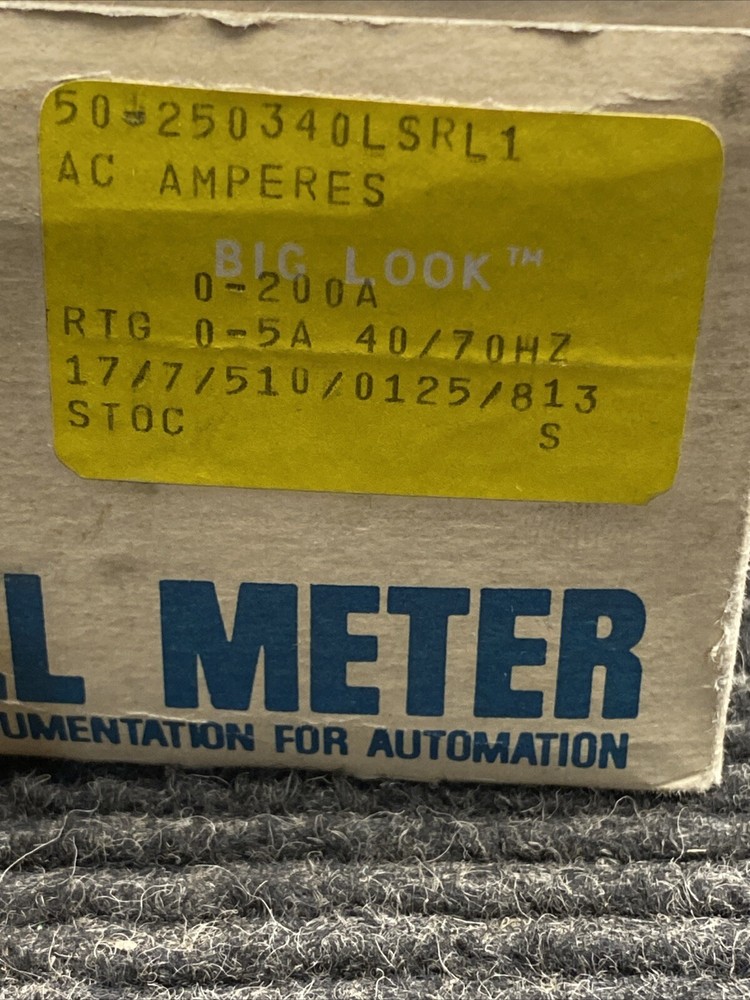 50-250340LSRL1
AC AMPERES
BIG LOOK™
0-200A
RTG 0-5A 40/70HZ
17/7/510/0125/813
STOC S
LL METER
UMENTATION FOR AUTOMATION